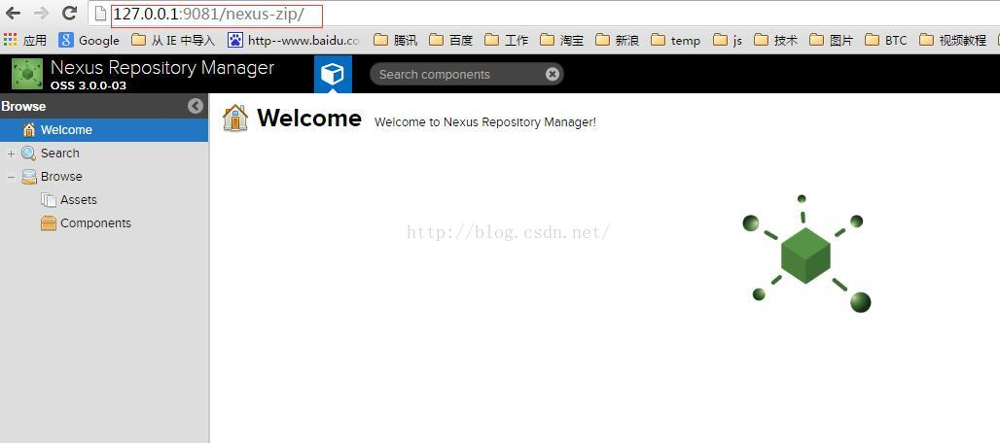 127.0.0.1:9081/nexus-zip/
应用 Google 从 IE 中导入 http--www.baidu.co 腾讯 百度 工作 淘宝 新浪 temp js 技术 图片 BTC 视频教程
Nexus Repository Manager
OSS 3.0.0-03
Search components
Browse
Welcome
Search
Browse
Assets
Components
Welcome Welcome to Nexus Repository Manager!
http://blog.csdn.net/